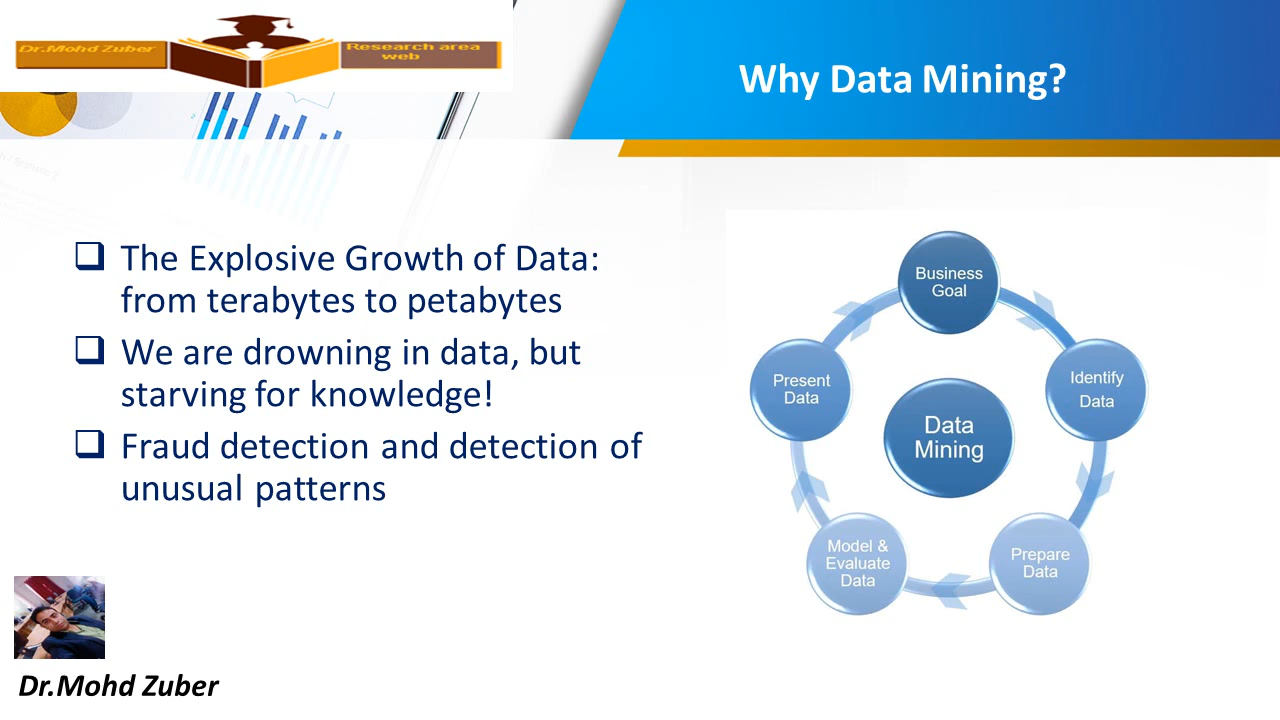 Dr.Mohd Zuber
Research area
web
Why Data Mining?
The Explosive Growth of Data:
from terabytes to petabytes
We are drowning in data, but
starving for knowledge!
Fraud detection and detection of
unusual patterns
Business
Goal
Identify
Data
Prepare
Data
Model &
Evaluate
Data
Present
Data
Data
Mining
Dr.Mohd Zuber